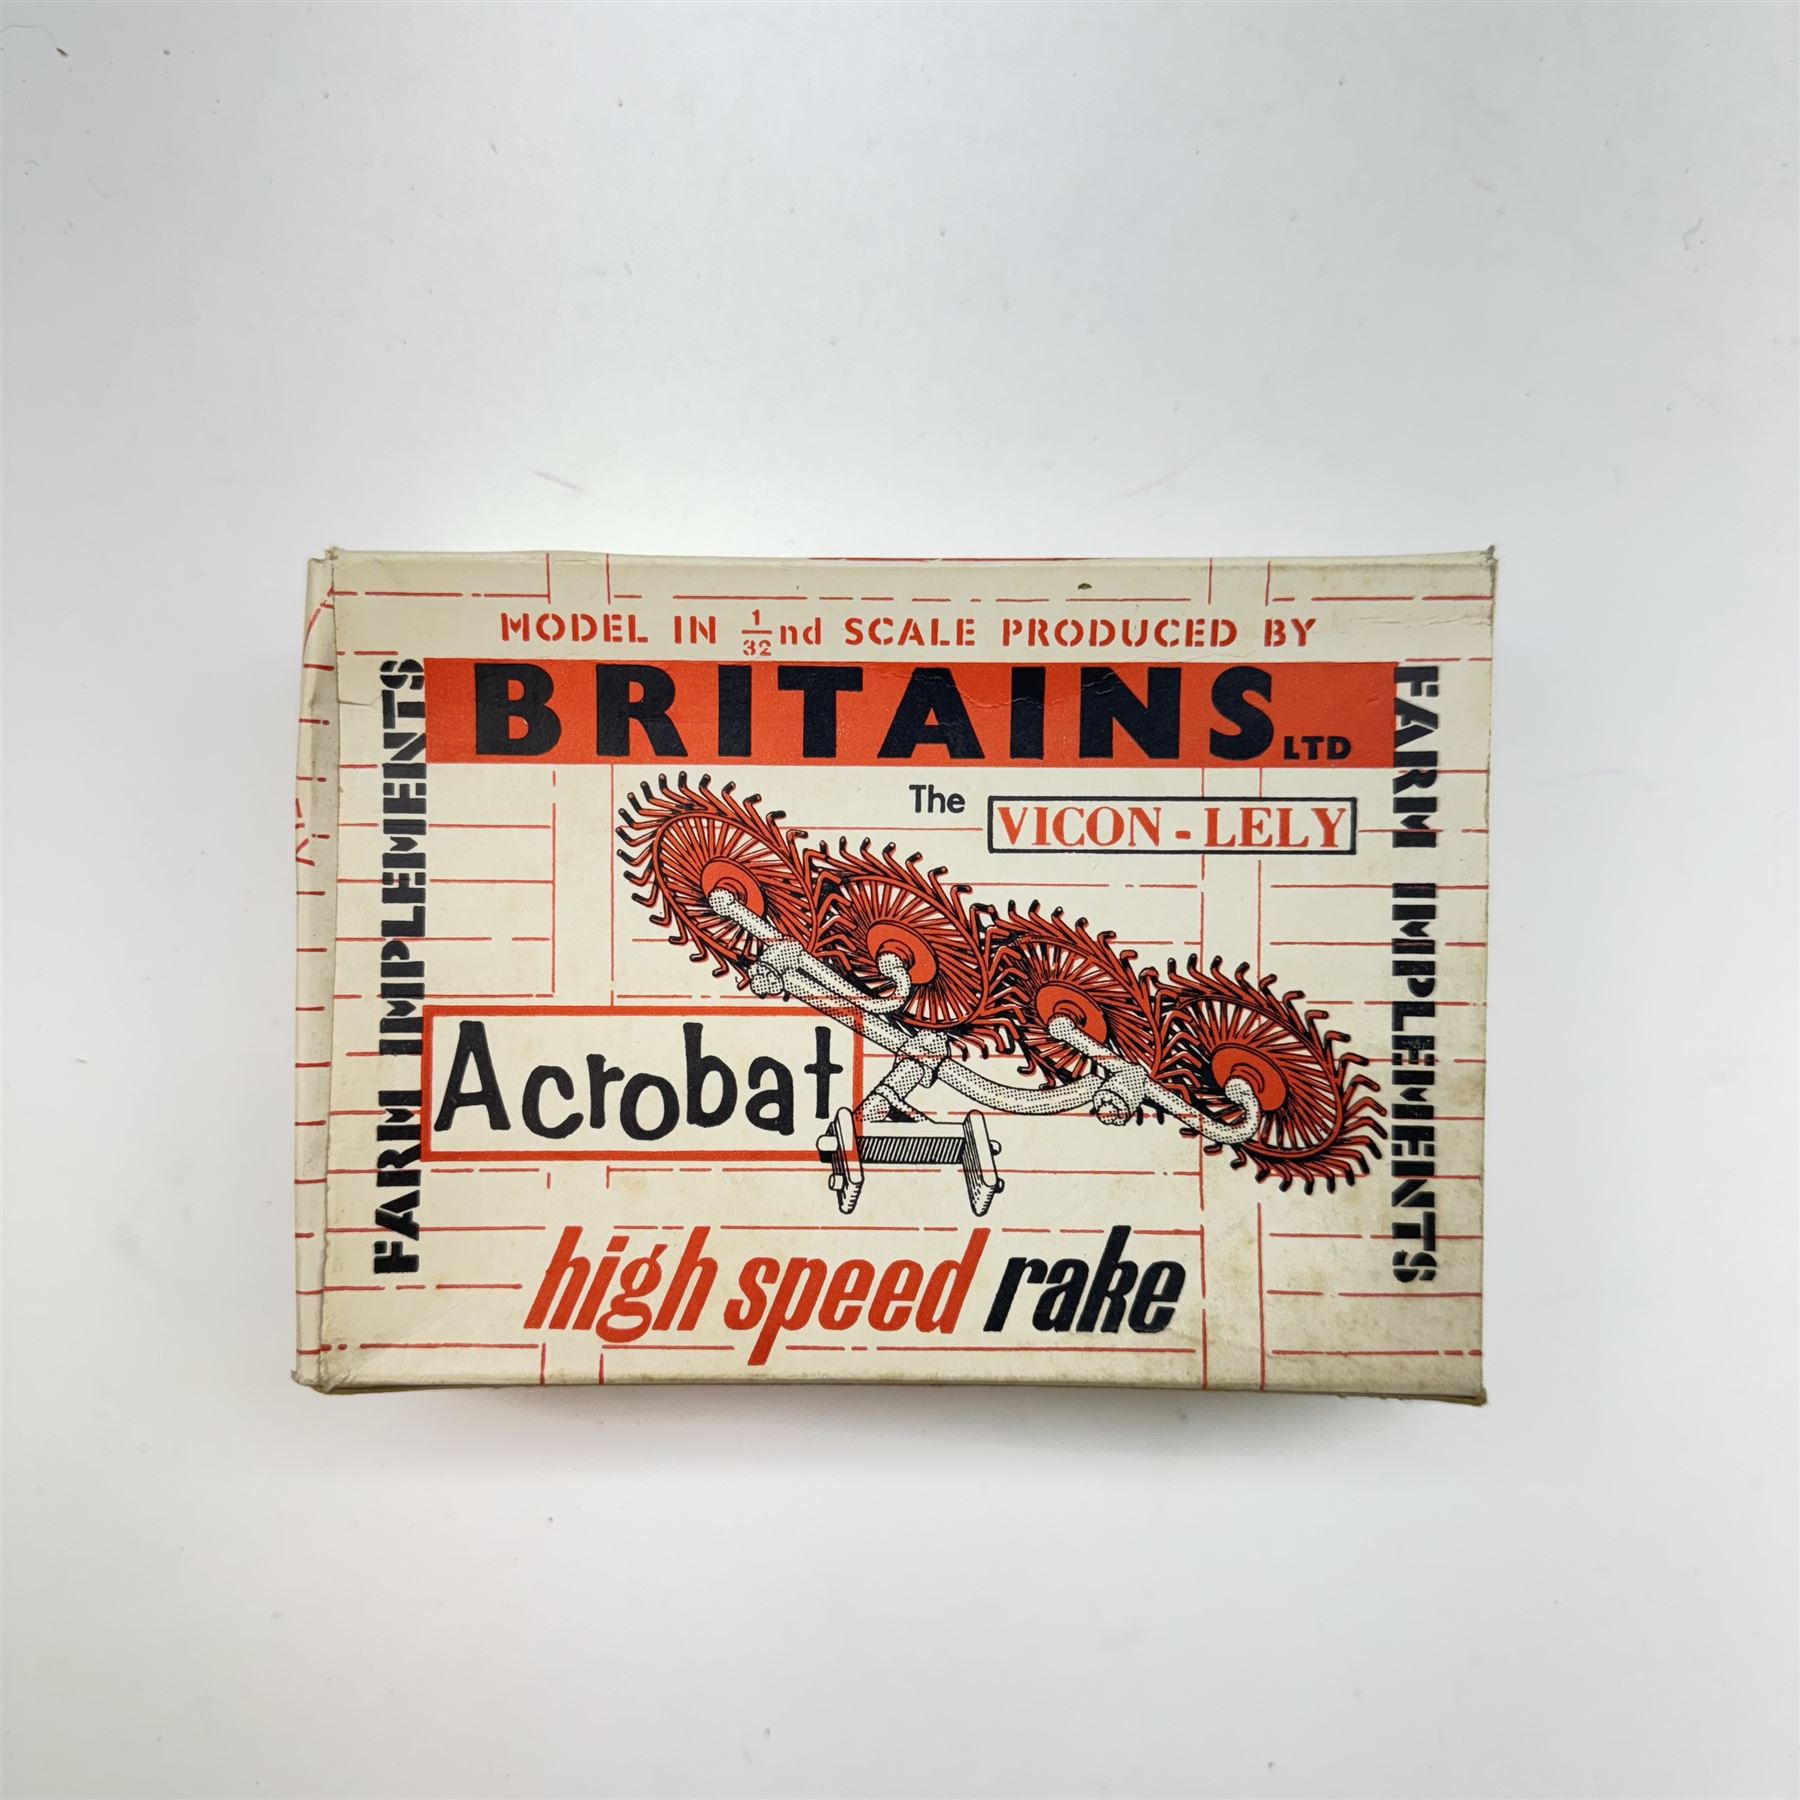 MODEL IN 1/32nd SCALE PRODUCED BY
BRITAINS LTD
FARM IMPLEMENTS
FARM IMPLEMENTS
The VICON-LELY
Acrobat
high speed rake